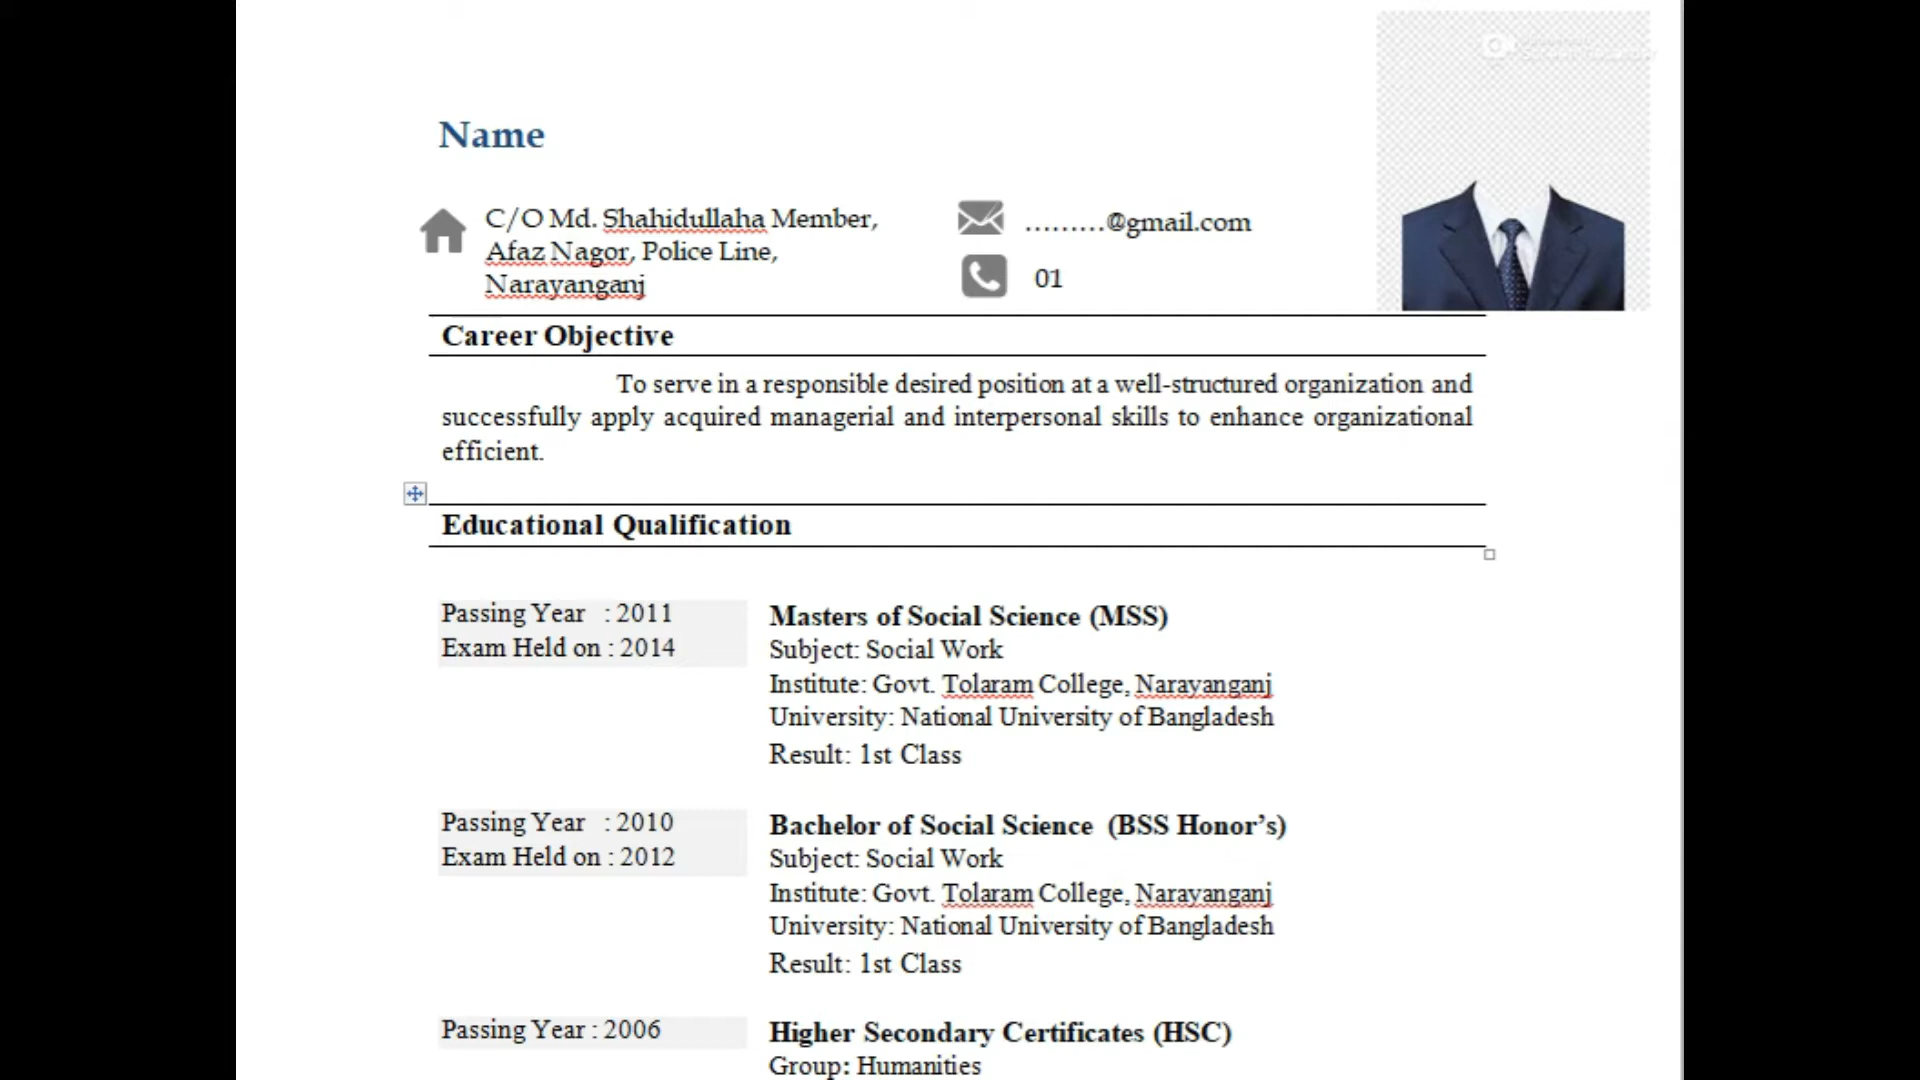 Name
C/O Md. Shahidullaha Member,
Afaz Nagor, Police Line,
Narayanganj
.........@gmail.com
01
Career Objective
To serve in a responsible desired position at a well-structured organization and
successfully apply acquired managerial and interpersonal skills to enhance organizational
efficient.
Educational Qualification
Passing Year : 2011
Exam Held on : 2014
Masters of Social Science (MSS)
Subject: Social Work
Institute: Govt. Tolaram College, Narayanganj
University: National University of Bangladesh
Result: 1st Class
Passing Year : 2010
Exam Held on : 2012
Bachelor of Social Science (BSS Honor’s)
Subject: Social Work
Institute: Govt. Tolaram College, Narayanganj
University: National University of Bangladesh
Result: 1st Class
Passing Year : 2006
Higher Secondary Certificates (HSC)
Group: Humanities